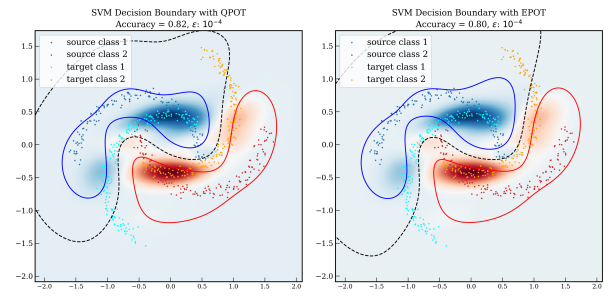 SVM Decision Boundary with QPOT
Accuracy = 0.82, ε: 10⁻⁴
source class 1
source class 2
target class 1
target class 2
1.5
1.0
0.5
0.0
−0.5
−1.0
−1.5
−2.0
−2.0 −1.5 −1.0 −0.5 0.0 0.5 1.0 1.5 2.0
SVM Decision Boundary with EPOT
Accuracy = 0.80, ε: 10⁻⁴
source class 1
source class 2
target class 1
target class 2
1.5
1.0
0.5
0.0
−0.5
−1.0
−1.5
−2.0
−2.0 −1.5 −1.0 −0.5 0.0 0.5 1.0 1.5 2.0